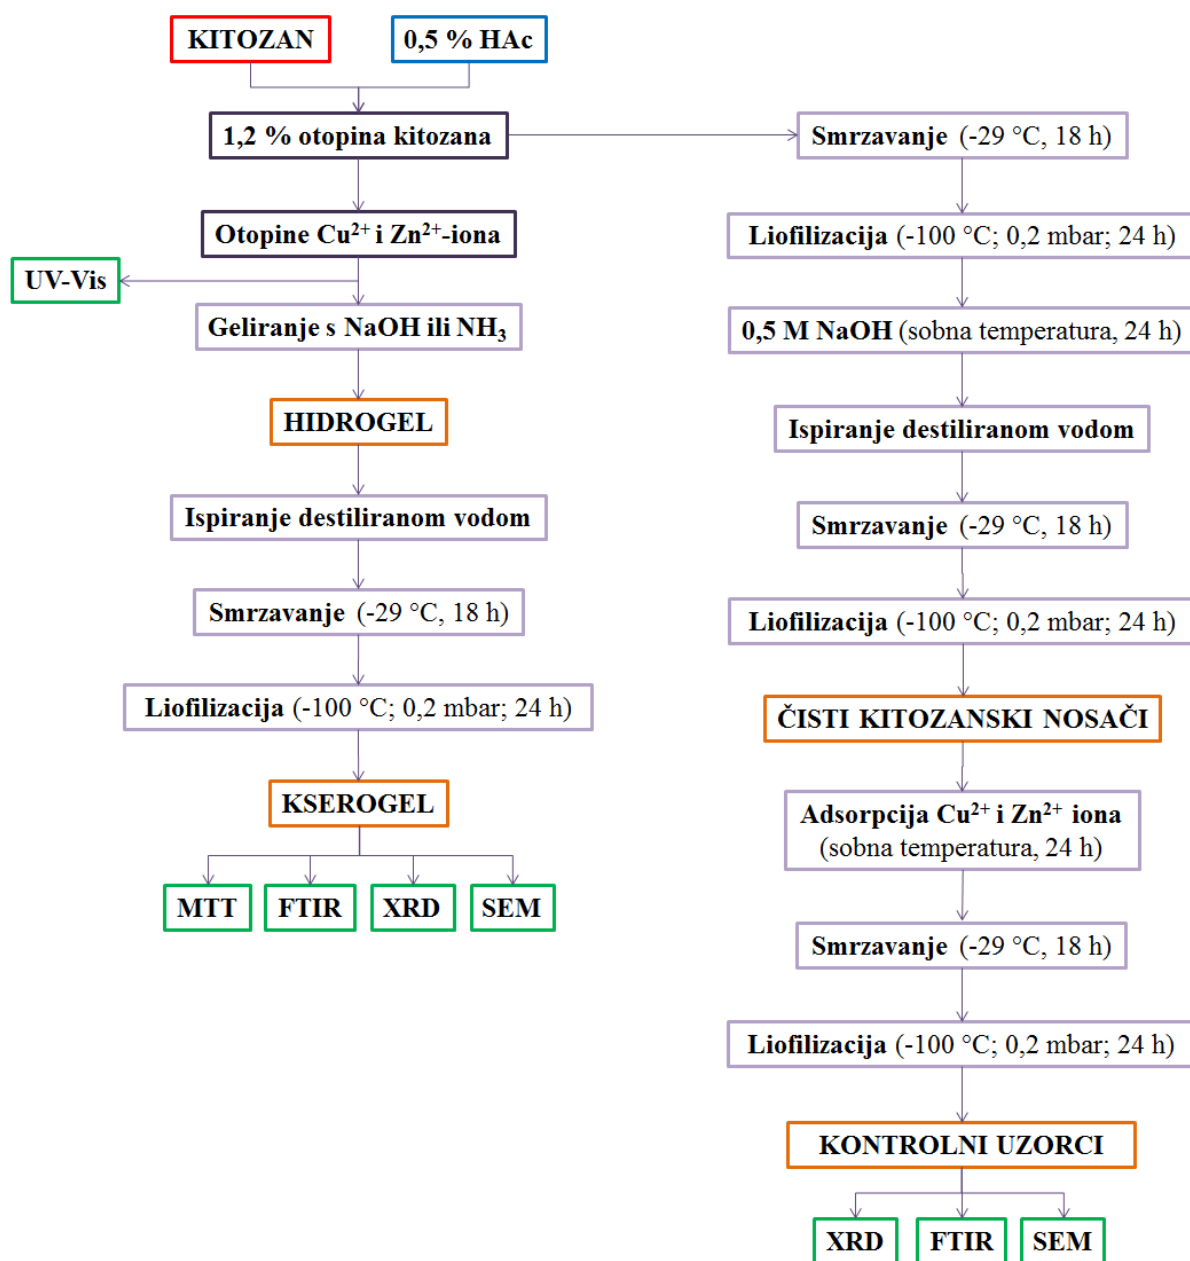 KITOZAN
0,5 % HAc
1,2 % otopina kitozana
Otopine Cu²⁺ i Zn²⁺-iona
UV-Vis
Geliranje s NaOH ili NH₃
HIDROGEL
Ispiranje destiliranom vodom
Smrzavanje (-29 °C, 18 h)
Liofilizacija (-100 °C; 0,2 mbar; 24 h)
KSEROGEL
MTT
FTIR
XRD
SEM
Smrzavanje (-29 °C, 18 h)
Liofilizacija (-100 °C; 0,2 mbar; 24 h)
0,5 M NaOH (sobna temperatura, 24 h)
Ispiranje destiliranom vodom
Smrzavanje (-29 °C, 18 h)
Liofilizacija (-100 °C; 0,2 mbar; 24 h)
ČISTI KITOZANSKI NOSAČI
Adsorpcija Cu²⁺ i Zn²⁺ iona
(sobna temperatura, 24 h)
Smrzavanje (-29 °C, 18 h)
Liofilizacija (-100 °C; 0,2 mbar; 24 h)
KONTROLNI UZORCI
XRD
FTIR
SEM